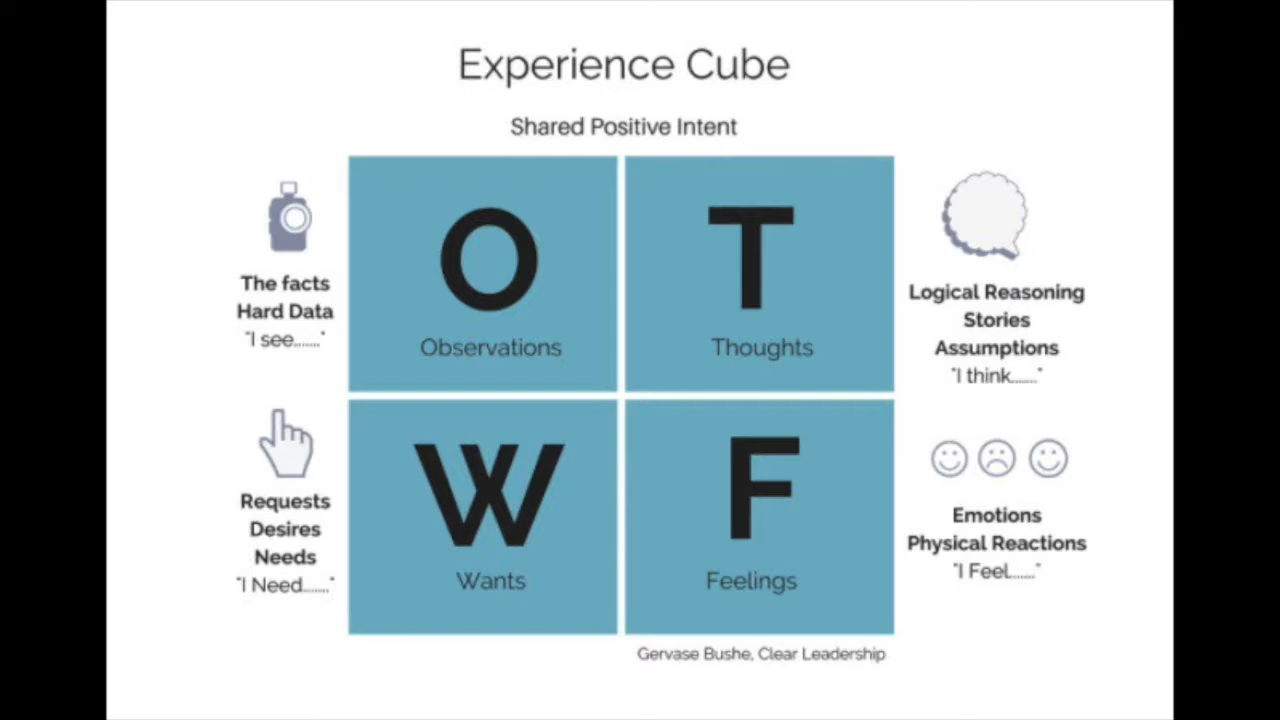 Experience Cube
Shared Positive Intent
O
Observations
T
Thoughts
The facts
Hard Data
"I see......."
Logical Reasoning
Stories
Assumptions
"I think......."
W
Wants
F
Feelings
Requests
Desires
Needs
"I Need........"
Emotions
Physical Reactions
"I Feel......."
Gervase Bushe, Clear Leadership